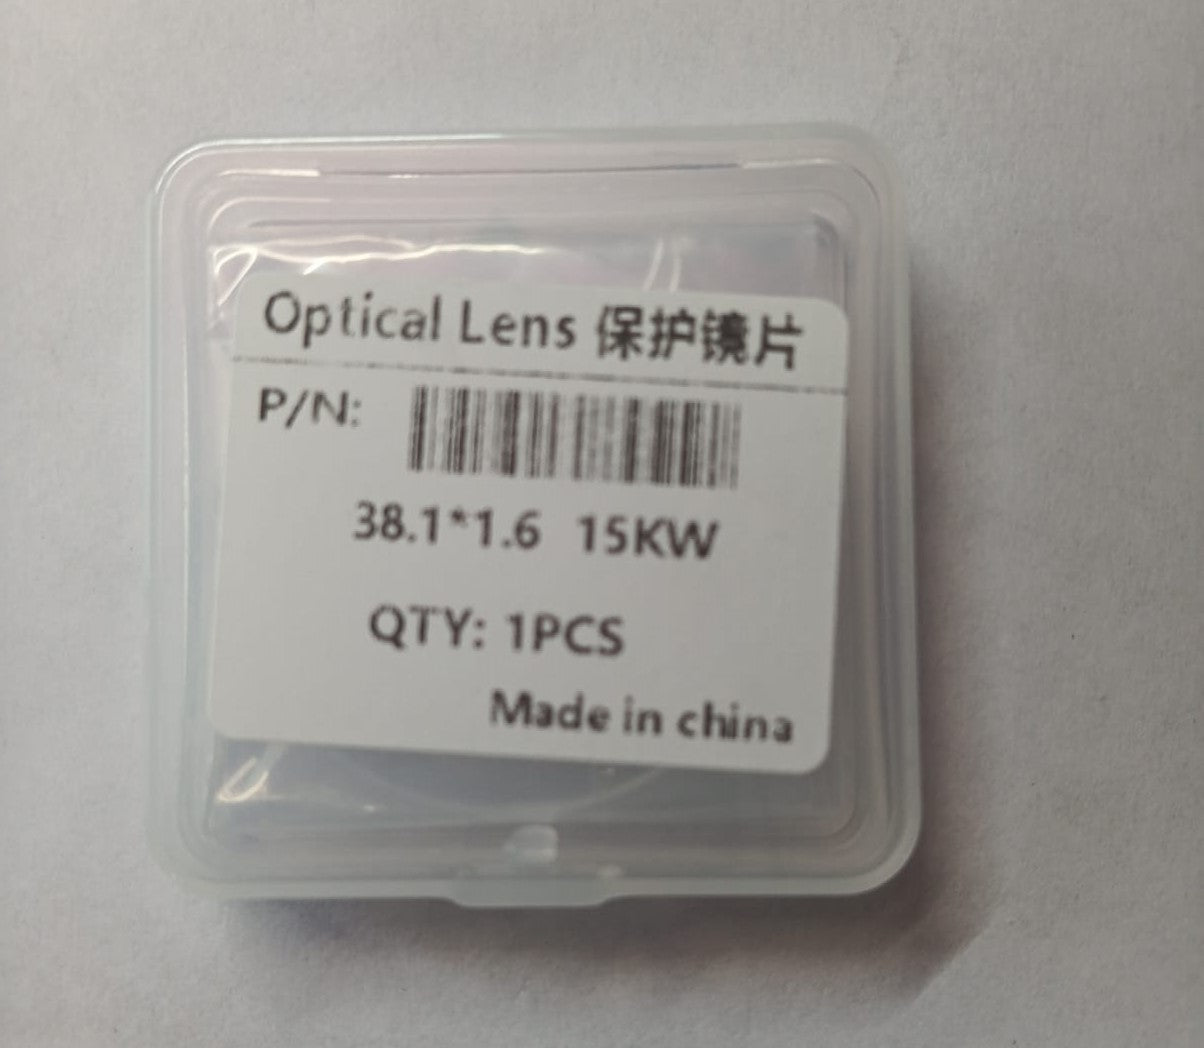 Optical Lens 保护镜片
P/N:
38.1*1.6 15KW
QTY: 1PCS
Made in china